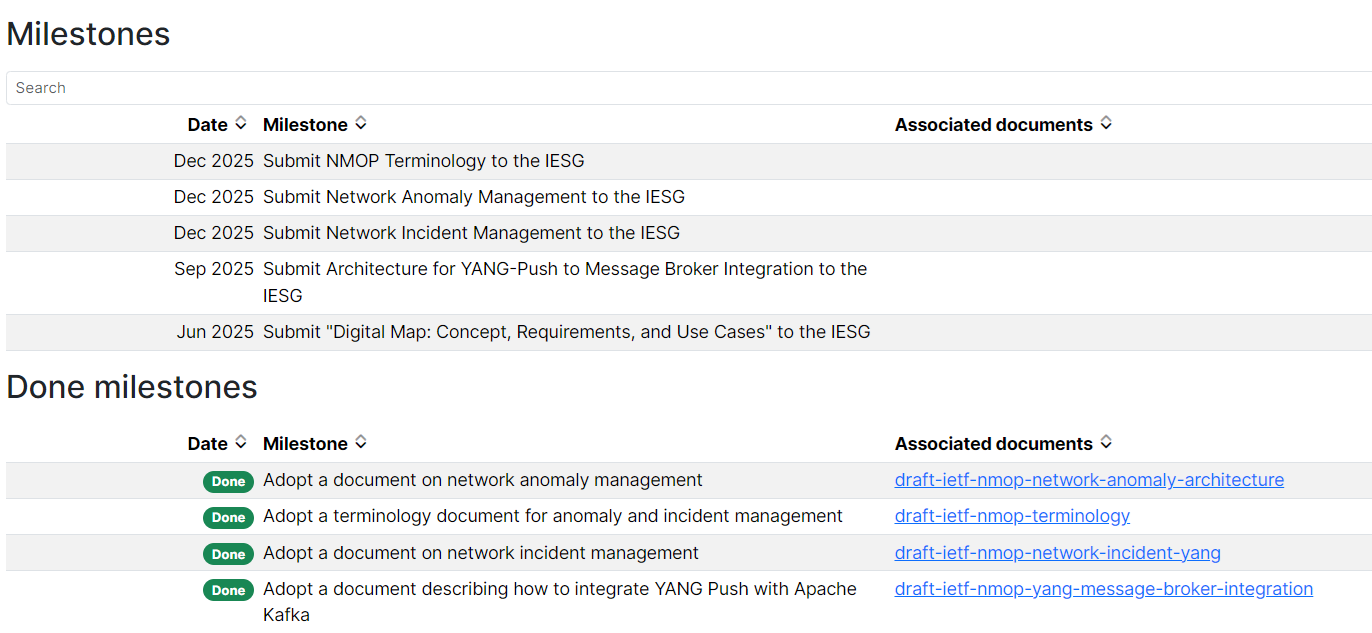 Milestones
Search
Date Milestone Associated documents
Dec 2025 Submit NMOP Terminology to the IESG
Dec 2025 Submit Network Anomaly Management to the IESG
Dec 2025 Submit Network Incident Management to the IESG
Sep 2025 Submit Architecture for YANG-Push to Message Broker Integration to the
IESG
Jun 2025 Submit "Digital Map: Concept, Requirements, and Use Cases" to the IESG
Done milestones
Date Milestone Associated documents
Done Adopt a document on network anomaly management draft-ietf-nmop-network-anomaly-architecture
Done Adopt a terminology document for anomaly and incident management draft-ietf-nmop-terminology
Done Adopt a document on network incident management draft-ietf-nmop-network-incident-yang
Done Adopt a document describing how to integrate YANG Push with Apache draft-ietf-nmop-yang-message-broker-integration
Kafka